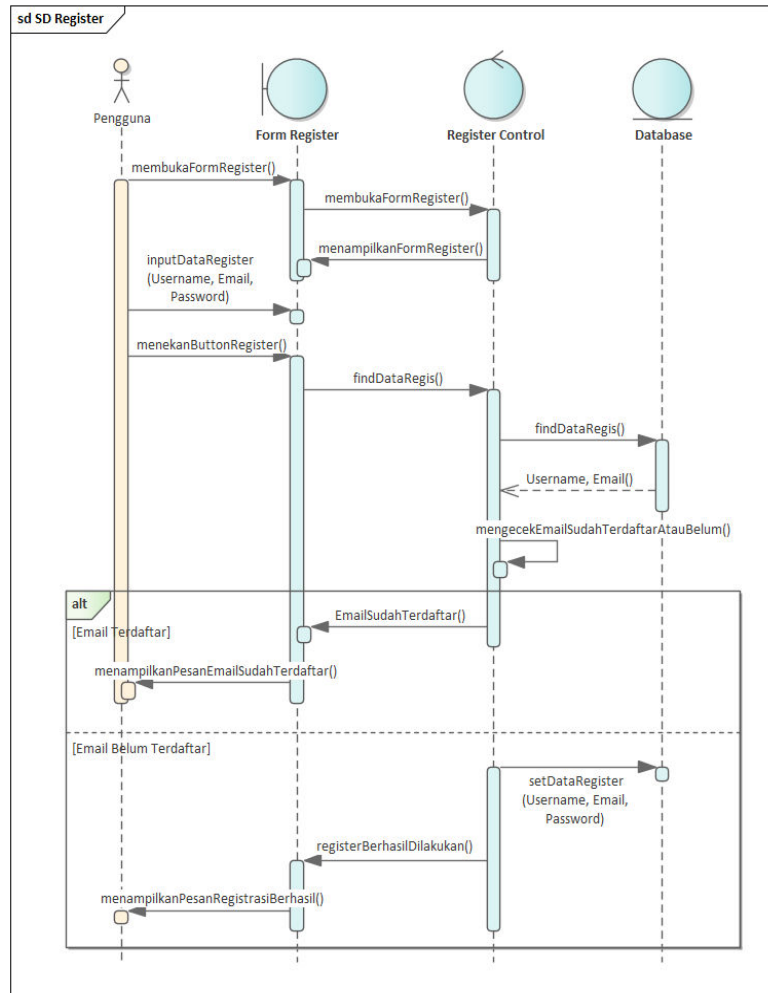 sd SD Register
Pengguna
Form Register
Register Control
Database
membukaFormRegister()
membukaFormRegister()
menampilkanFormRegister()
inputDataRegister
(Username, Email,
Password)
menekanButtonRegister()
findDataRegis()
findDataRegis()
Username, Email()
mengecekEmailSudahTerdaftarAtauBelum()
alt
EmailSudahTerdaftar()
[Email Terdaftar]
menampilkanPesanEmailSudahTerdaftar()
[Email Belum Terdaftar]
setDataRegister
(Username, Email,
Password)
registerBerhasilDilakukan()
menampilkanPesanRegistrasiBerhasil()